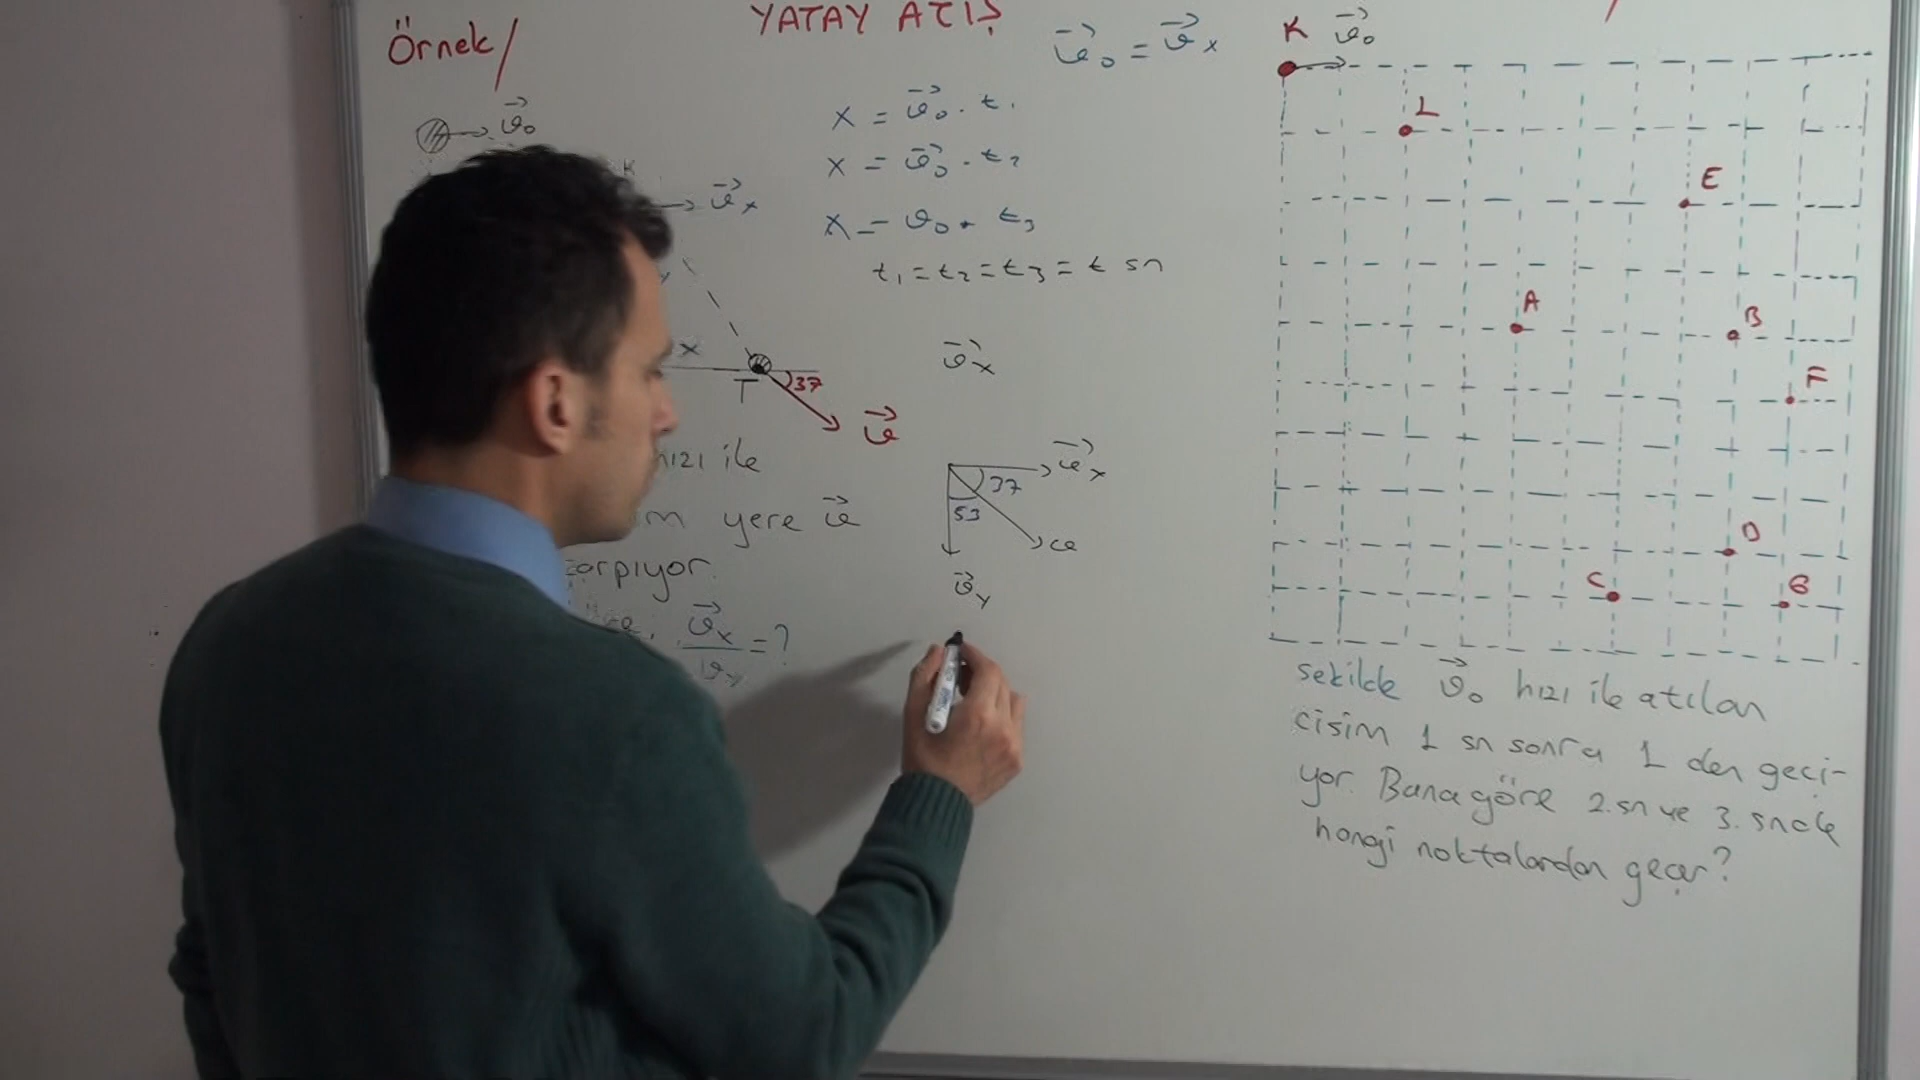 Örnek/
YATAY ATIŞ
v⃗₀ = v⃗ₓ
v⃗₀
v⃗ₓ
x = v⃗₀ . t₁
x = v⃗₀ . t₂
x = v₀ . t₃
t₁ = t₂ = t₃ = t sn
x
T
37
v⃗
v⃗ₓ
v⃗ₓ
37
53
v
v⃗y
hızı ile
yere v⃗
çarpıyor.
v⃗ₓ / vy = ?
K v⃗₀
L
E
A
B
F
D
C
B
şekilde v⃗₀ hızı ile atılan
cisim 1 sn sonra L den geçi-
yor. Buna göre 2.sn ve 3.snde
hangi noktalardan geçer?